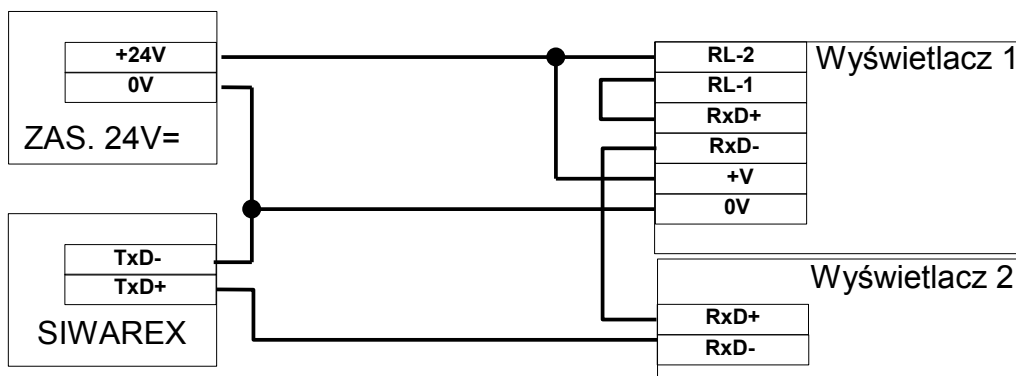 +24V
0V
ZAS. 24V=
TxD-
TxD+
SIWAREX
RL-2
RL-1
RxD+
RxD-
+V
0V
Wyświetlacz 1
Wyświetlacz 2
RxD+
RxD-